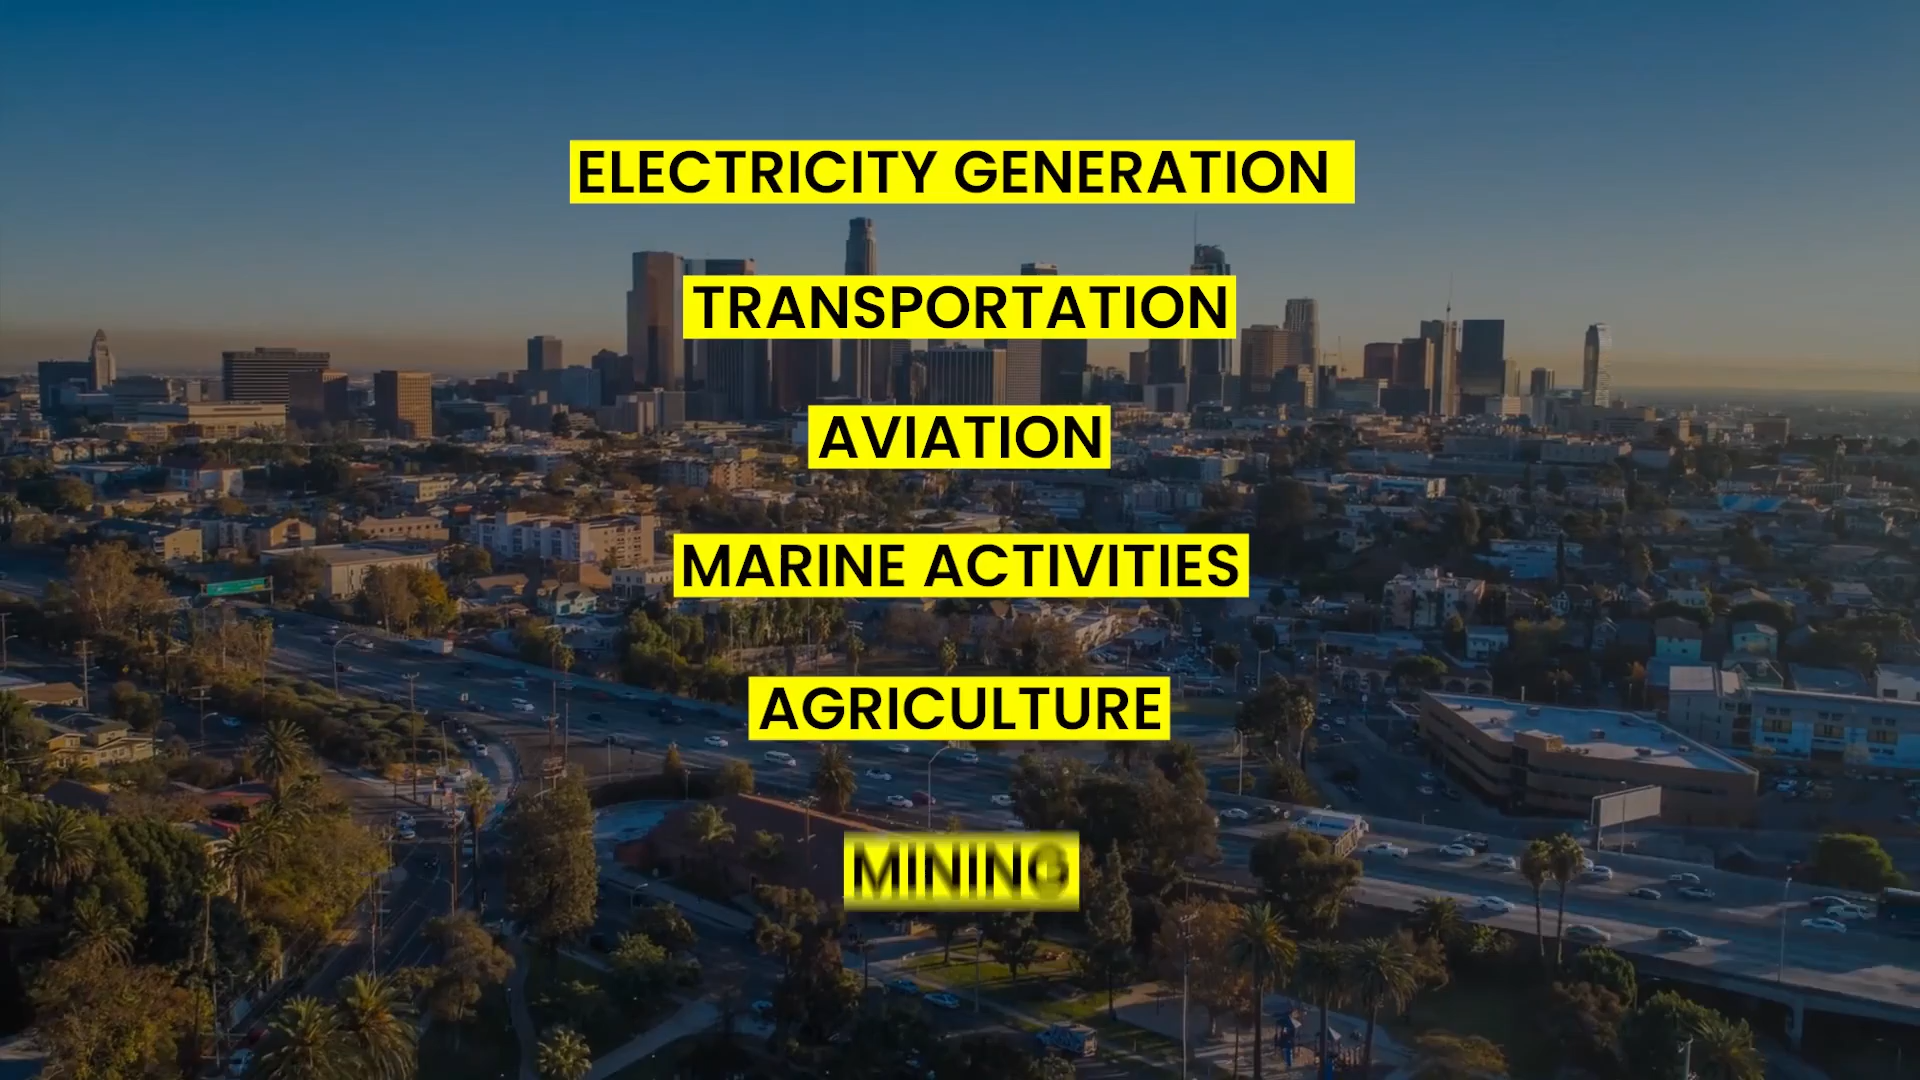 ELECTRICITY GENERATION
TRANSPORTATION
AVIATION
MARINE ACTIVITIES
AGRICULTURE
MINING